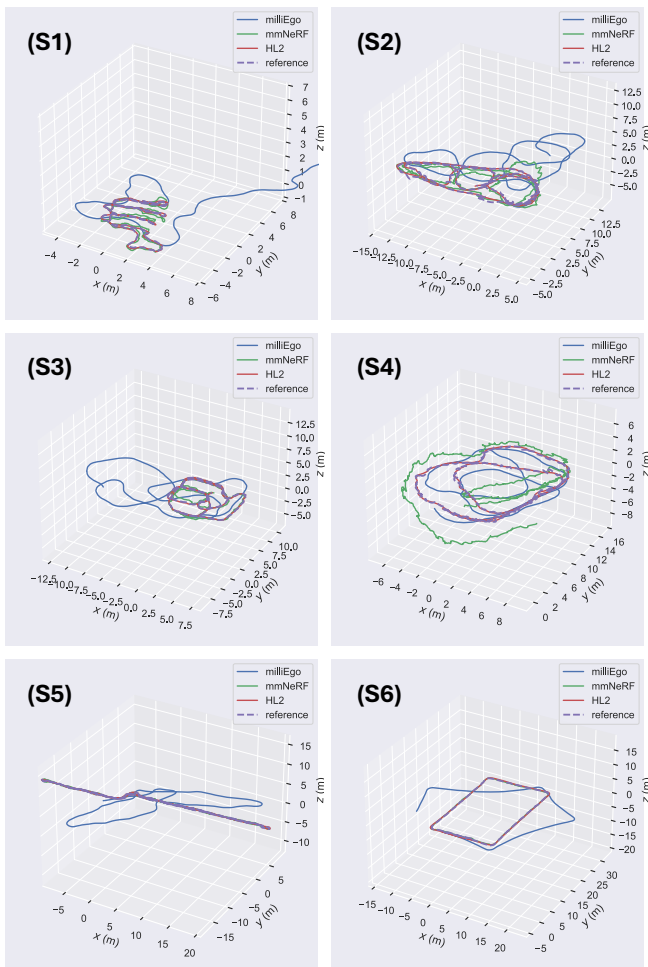 (S1)
milliEgo
mmNeRF
HL2
reference
7
6
5
4
3
2
1
0
−1
z (m)
−4
−2
0
2
4
6
8
x (m)
−6
−4
−2
0
2
4
6
8
y (m)
(S2)
milliEgo
mmNeRF
HL2
reference
12.5
10.0
7.5
5.0
2.5
0.0
−2.5
−5.0
z (m)
−15.0
−12.5
−10.0
−7.5
−5.0
−2.5
0.0
2.5
5.0
x (m)
−5.0
−2.5
0.0
2.5
5.0
7.5
10.0
12.5
y (m)
(S3)
milliEgo
mmNeRF
HL2
reference
12.5
10.0
7.5
5.0
2.5
0.0
−2.5
−5.0
z (m)
−12.5
−10.0
−7.5
−5.0
−2.5
0.0
2.5
5.0
7.5
x (m)
−7.5
−5.0
−2.5
0.0
2.5
5.0
7.5
10.0
y (m)
(S4)
milliEgo
mmNeRF
HL2
reference
6
4
2
0
−2
−4
−6
−8
z (m)
−6
−4
−2
0
2
4
6
8
x (m)
0
2
4
6
8
10
12
14
16
y (m)
(S5)
milliEgo
mmNeRF
HL2
reference
15
10
5
0
−5
−10
z (m)
−5
0
5
10
15
20
x (m)
−10
−5
0
5
y (m)
(S6)
milliEgo
mmNeRF
HL2
reference
15
10
5
0
−5
−10
−15
−20
z (m)
−15
−10
−5
0
5
10
15
20
x (m)
−5
0
5
10
15
20
25
30
y (m)